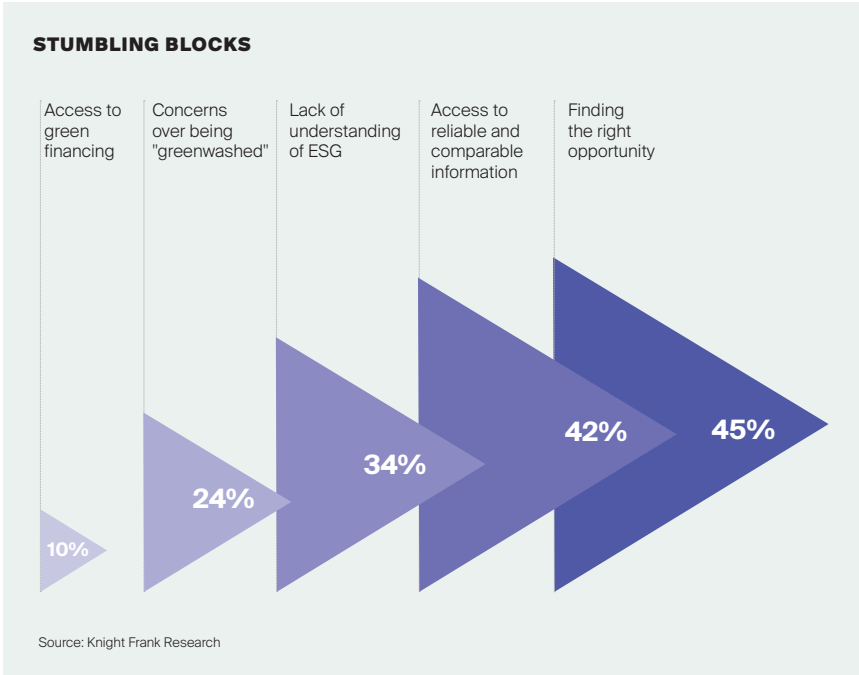 STUMBLING BLOCKS
Access to
green
financing
Concerns
over being
"greenwashed"
Lack of
understanding
of ESG
Access to
reliable and
comparable
information
Finding
the right
opportunity
10%
24%
34%
42%
45%
Source: Knight Frank Research